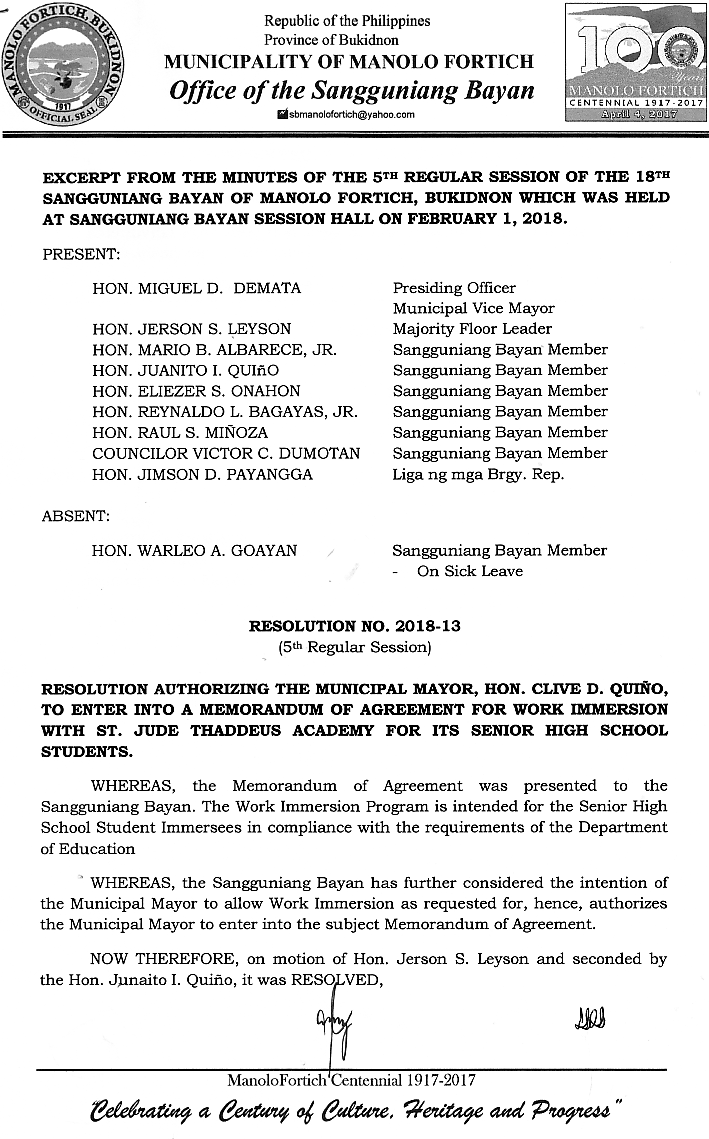 Republic of the Philippines
Province of Bukidnon
MUNICIPALITY OF MANOLO FORTICH
Office of the Sangguniang Bayan
sbmanolofortich@yahoo.com
MANOLO FORTICH, BUKIDNON
1917
OFFICIAL SEAL
100
Years
MANOLO FORTICH
CENTENNIAL 1917-2017
April 4, 2017
EXCERPT FROM THE MINUTES OF THE 5TH REGULAR SESSION OF THE 18TH
SANGGUNIANG BAYAN OF MANOLO FORTICH, BUKIDNON WHICH WAS HELD
AT SANGGUNIANG BAYAN SESSION HALL ON FEBRUARY 1, 2018.
PRESENT:
HON. MIGUEL D. DEMATA Presiding Officer
Municipal Vice Mayor
HON. JERSON S. LEYSON Majority Floor Leader
HON. MARIO B. ALBARECE, JR. Sangguniang Bayan Member
HON. JUANITO I. QUIñO Sangguniang Bayan Member
HON. ELIEZER S. ONAHON Sangguniang Bayan Member
HON. REYNALDO L. BAGAYAS, JR. Sangguniang Bayan Member
HON. RAUL S. MIÑOZA Sangguniang Bayan Member
COUNCILOR VICTOR C. DUMOTAN Sangguniang Bayan Member
HON. JIMSON D. PAYANGGA Liga ng mga Brgy. Rep.
ABSENT:
HON. WARLEO A. GOAYAN Sangguniang Bayan Member
- On Sick Leave
RESOLUTION NO. 2018-13
(5th Regular Session)
RESOLUTION AUTHORIZING THE MUNICIPAL MAYOR, HON. CLIVE D. QUIÑO,
TO ENTER INTO A MEMORANDUM OF AGREEMENT FOR WORK IMMERSION
WITH ST. JUDE THADDEUS ACADEMY FOR ITS SENIOR HIGH SCHOOL
STUDENTS.
WHEREAS, the Memorandum of Agreement was presented to the
Sangguniang Bayan. The Work Immersion Program is intended for the Senior High
School Student Immersees in compliance with the requirements of the Department
of Education
WHEREAS, the Sangguniang Bayan has further considered the intention of
the Municipal Mayor to allow Work Immersion as requested for, hence, authorizes
the Municipal Mayor to enter into the subject Memorandum of Agreement.
NOW THEREFORE, on motion of Hon. Jerson S. Leyson and seconded by
the Hon. Junaito I. Quiño, it was RESOLVED,
ManoloFortich Centennial 1917-2017
"Celebrating a Century of Culture, Heritage and Progress"